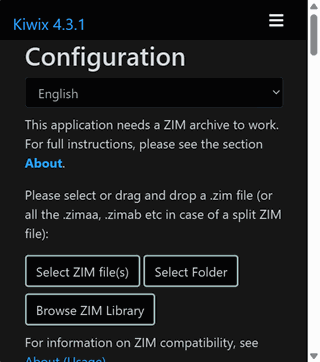 Kiwix 4.3.1
Configuration
English
This application needs a ZIM archive to work.
For full instructions, please see the section
About.
Please select or drag and drop a .zim file (or
all the .zimaa, .zimab etc in case of a split ZIM
file):
Select ZIM file(s)
Select Folder
Browse ZIM Library
For information on ZIM compatibility, see
About (Usage)